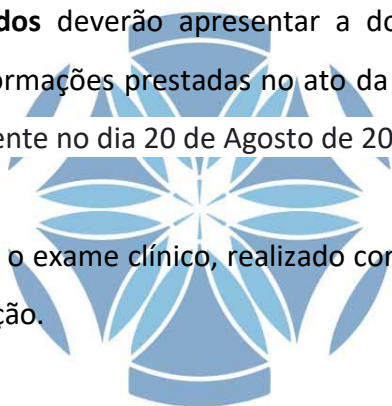 dos deverão apresentar a do
ormações prestadas no ato da
ente no dia 20 de Agosto de 20
o exame clínico, realizado con
ção.